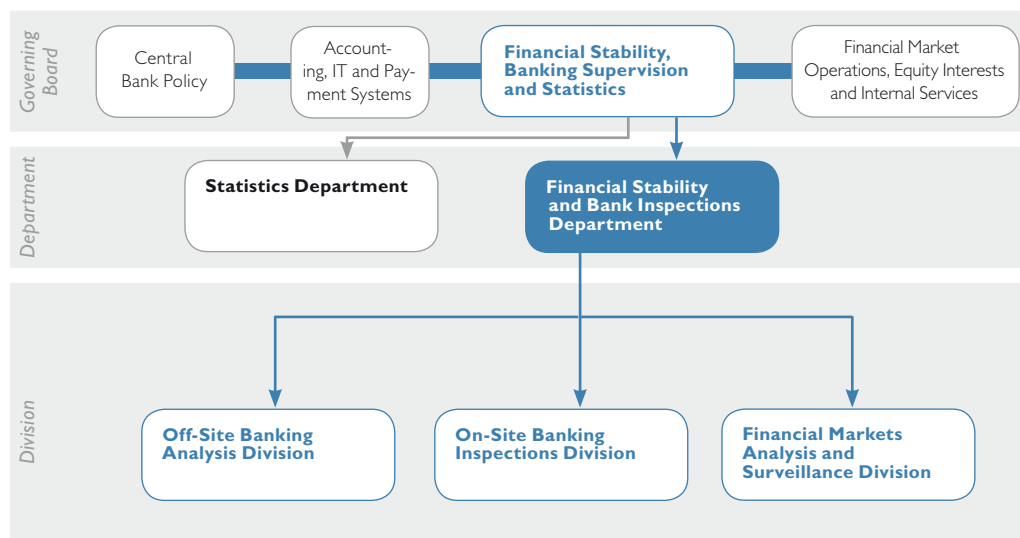 Governing
Board
Central
Bank Policy
Account-
ing, IT and Pay-
ment Systems
Financial Stability,
Banking Supervision
and Statistics
Financial Market
Operations, Equity Interests
and Internal Services
Department
Statistics Department
Financial Stability
and Bank Inspections
Department
Division
Off-Site Banking
Analysis Division
On-Site Banking
Inspections Division
Financial Markets
Analysis and
Surveillance Division